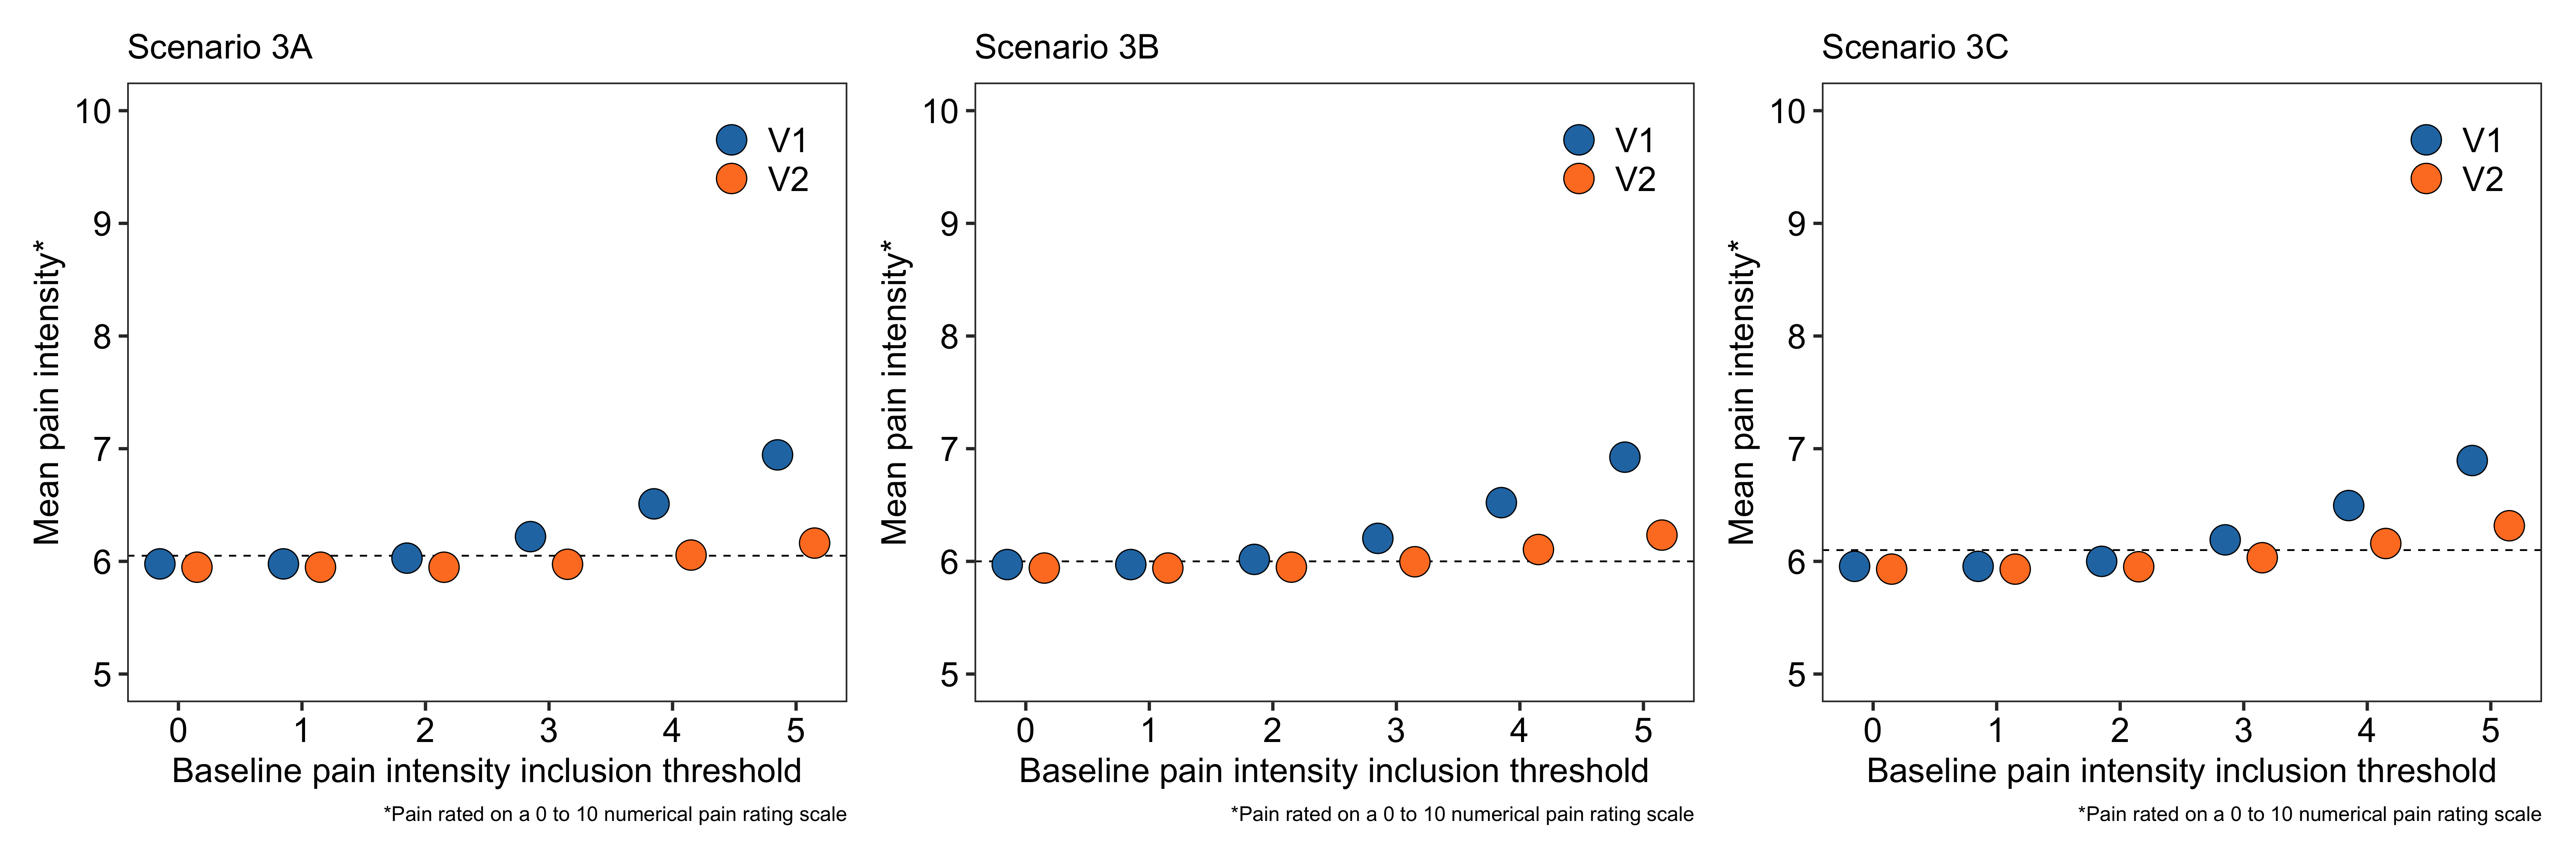 Scenario 3A
Mean pain intensity*
10
9
8
7
6
5
V1
V2
0 1 2 3 4 5
Baseline pain intensity inclusion threshold
*Pain rated on a 0 to 10 numerical pain rating scale
Scenario 3B
Mean pain intensity*
10
9
8
7
6
5
V1
V2
0 1 2 3 4 5
Baseline pain intensity inclusion threshold
*Pain rated on a 0 to 10 numerical pain rating scale
Scenario 3C
Mean pain intensity*
10
9
8
7
6
5
V1
V2
0 1 2 3 4 5
Baseline pain intensity inclusion threshold
*Pain rated on a 0 to 10 numerical pain rating scale